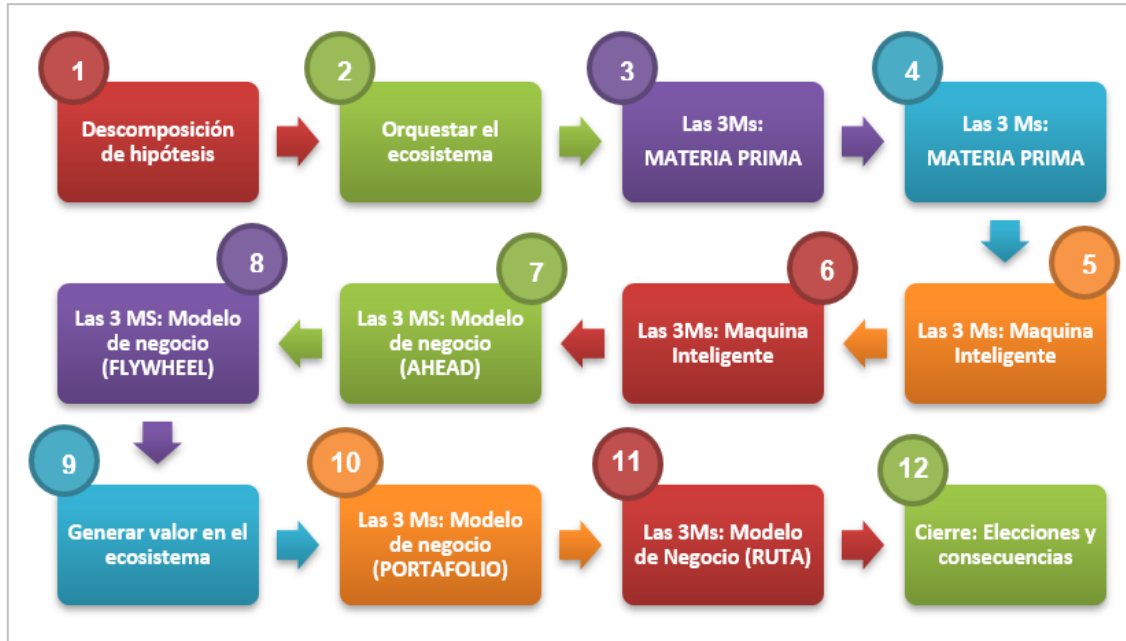 1
Descomposición
de hipótesis
2
Orquestar el
ecosistema
3
Las 3Ms:
MATERIA PRIMA
4
Las 3 Ms:
MATERIA PRIMA
5
Las 3 Ms: Maquina
Inteligente
6
Las 3Ms: Maquina
Inteligente
7
Las 3 MS: Modelo
de negocio
(AHEAD)
8
Las 3 MS: Modelo
de negocio
(FLYWHEEL)
9
Generar valor en el
ecosistema
10
Las 3 Ms: Modelo
de negocio
(PORTAFOLIO)
11
Las 3Ms: Modelo
de Negocio (RUTA)
12
Cierre: Elecciones y
consecuencias